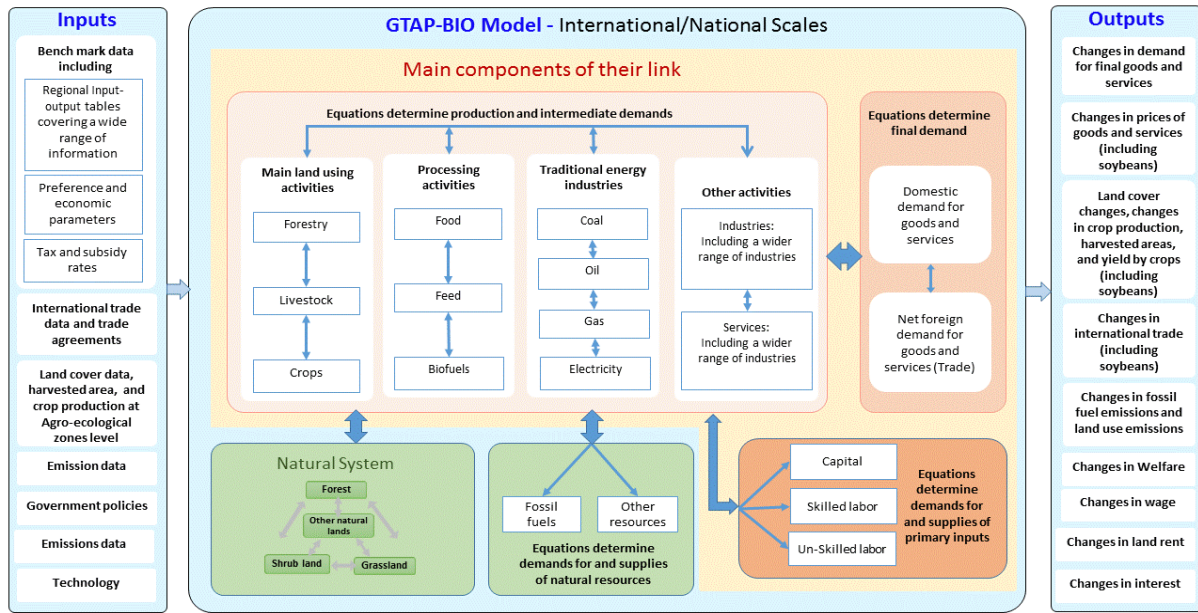 Inputs
Bench mark data
including
Regional Input-
output tables
covering a wide
range of
information
Preference and
economic
parameters
Tax and subsidy
rates
International trade
data and trade
agreements
Land cover data,
harvested area,  and
crop production at
Agro-ecological
zones level
Emission data
Government policies
Emissions data
Technology
GTAP-BIO Model - International/National Scales
Main components of their link
Equations determine production and intermediate demands
Main land using
activities
Forestry
Livestock
Crops
Processing
activities
Food
Feed
Biofuels
Traditional energy
industries
Coal
Oil
Gas
Electricity
Other activities
Industries:
Including a wider
range of industries
Services:
Including a wider
range of industries
Equations determine
final demand
Domestic
demand for
goods and
services
Net foreign
demand for
goods and
services (Trade)
Natural System
Forest
Other natural
lands
Shrub land
Grassland
Fossil
fuels
Other
resources
Equations determine
demands for and supplies
of natural resources
Capital
Skilled labor
Un-Skilled labor
Equations
determine
demands for
and supplies of
primary inputs
Outputs
Changes in demand
for final goods and
services
Changes in prices of
goods and services
(including
soybeans)
Land cover
changes, changes
in crop production,
harvested areas,
and yield by crops
(including
soybeans)
Changes in
international trade
(including
soybeans)
Changes in fossil
fuel emissions and
land use emissions
Changes in Welfare
Changes in wage
Changes in land rent
Changes in interest